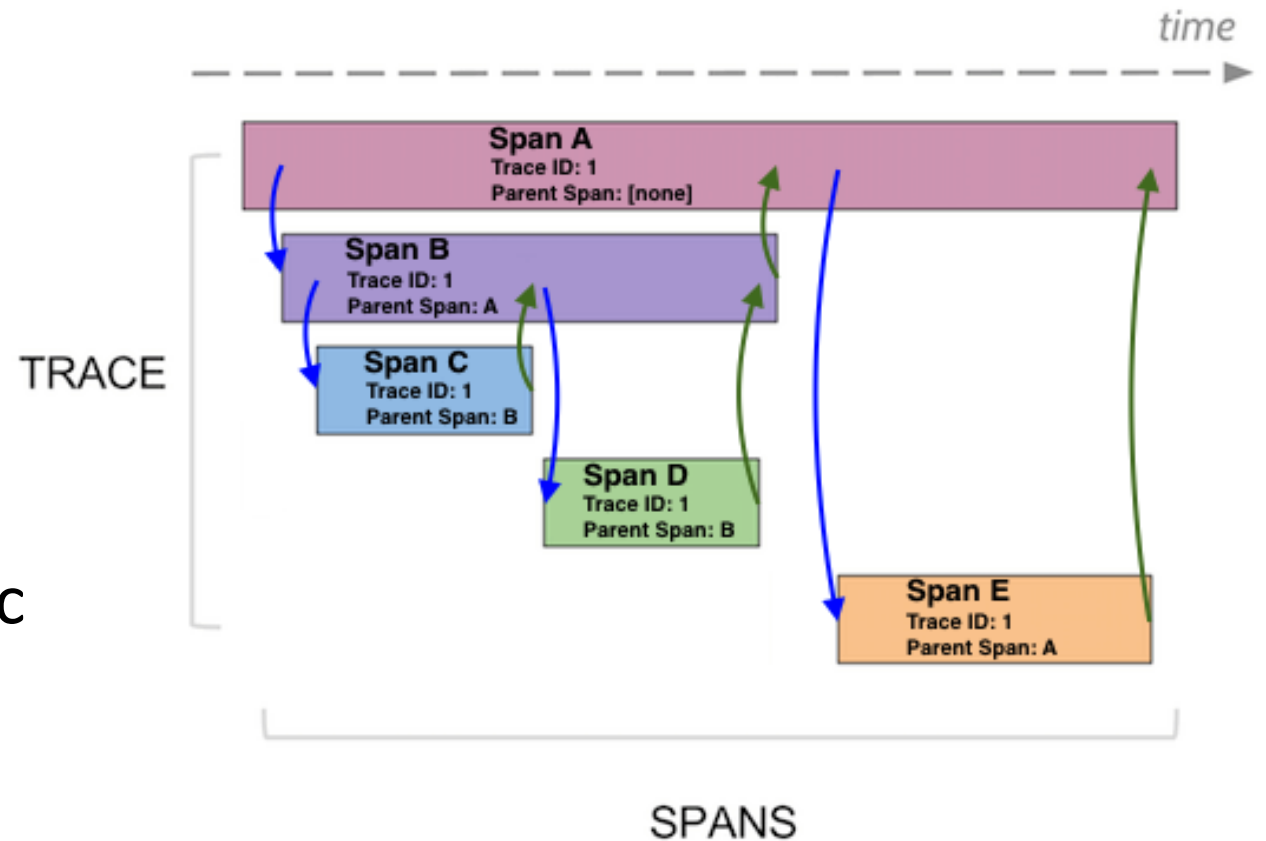 time
Span A
Trace ID: 1
Parent Span: [none]
Span B
Trace ID: 1
Parent Span: A
TRACE
Span C
Trace ID: 1
Parent Span: B
Span D
Trace ID: 1
Parent Span: B
c
Span E
Trace ID: 1
Parent Span: A
SPANS